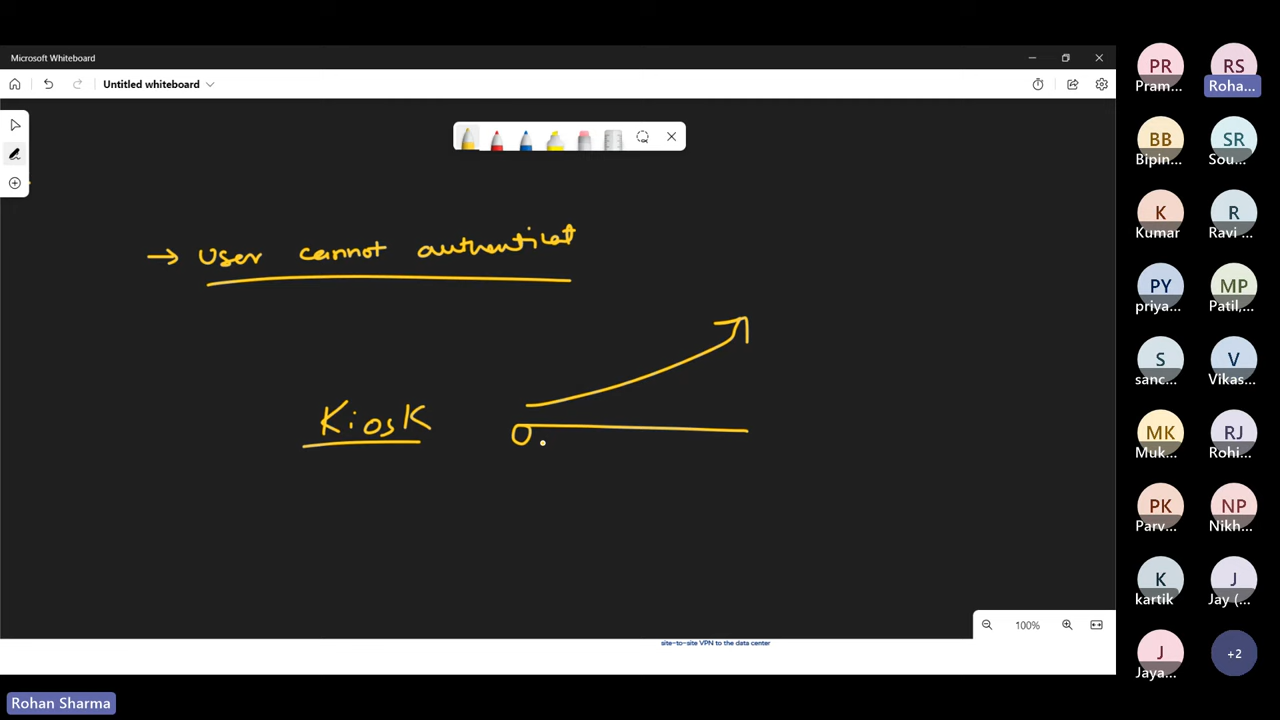 Microsoft Whiteboard
Untitled whiteboard
→ User cannot authenticat
Kiosk
100%
site-to-site VPN to the data center
Rohan Sharma
PR
Pram...
RS
Roha...
BB
Bipin...
SR
Sou...
K
Kumar
R
Ravi ...
PY
priya...
MP
Patil,...
S
sanc...
V
Vikas...
MK
Muk...
RJ
Rohi...
PK
Parv...
NP
Nikh...
K
kartik
J
Jay (...
J
Jaya...
+2